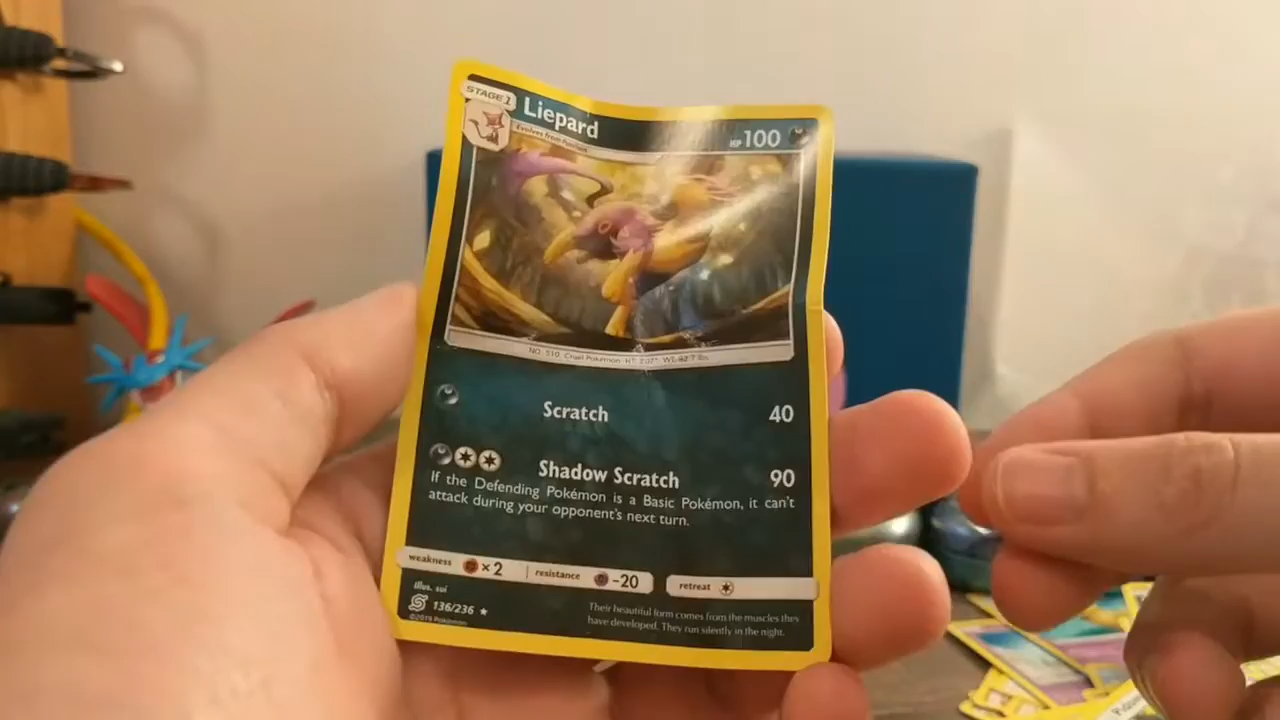 STAGE 1
Liepard
HP 100
Evolves from Purrloin
NO. 510 Cruel Pokémon HT: 3'07" WT: 82.7 lbs.
Scratch 40
Shadow Scratch 90
If the Defending Pokémon is a Basic Pokémon, it can't
attack during your opponent's next turn.
weakness ×2 resistance -20 retreat
Illus. sui
136/236
©2019 Pokémon
Their beautiful form comes from the muscles they
have developed. They run silently in the night.